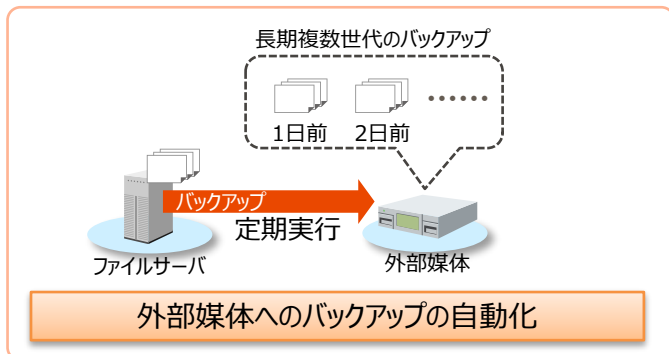 長期複数世代のバックアップ
1日前 2日前 ‥‥‥
バックアップ
定期実行
ファイルサーバ
外部媒体
外部媒体へのバックアップの自動化